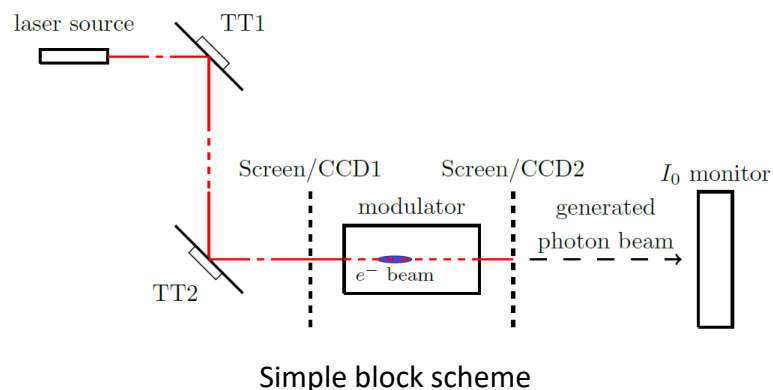 laser source
TT1
Screen/CCD1
Screen/CCD2
I₀ monitor
modulator
generated
photon beam
e⁻ beam
TT2
Simple block scheme